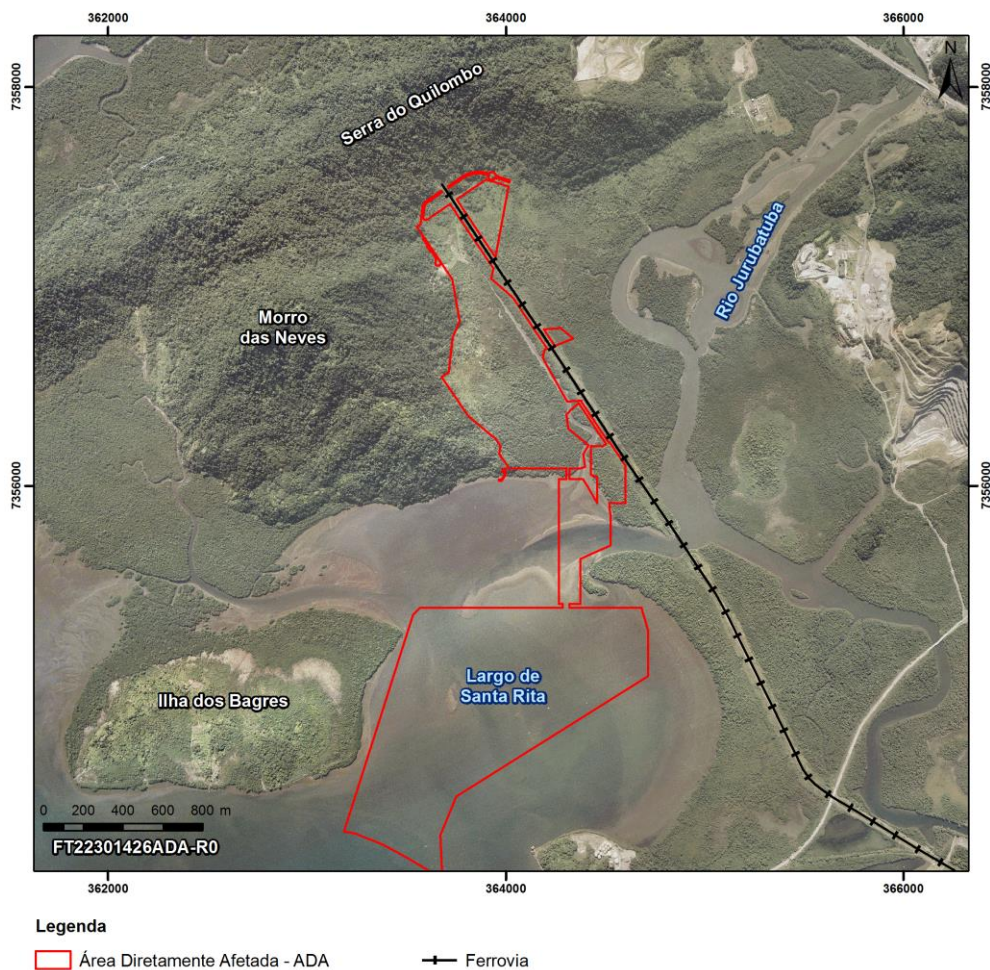 362000 364000 366000
N
7358000 7358000
Serra do Quilombo
Rio Jurubatuba
Morro
das Neves
7356000 7356000
Largo de
Santa Rita
Ilha dos Bagres
0 200 400 600 800 m
FT22301426ADA-R0
362000 364000 366000
Legenda
Área Diretamente Afetada - ADA Ferrovia